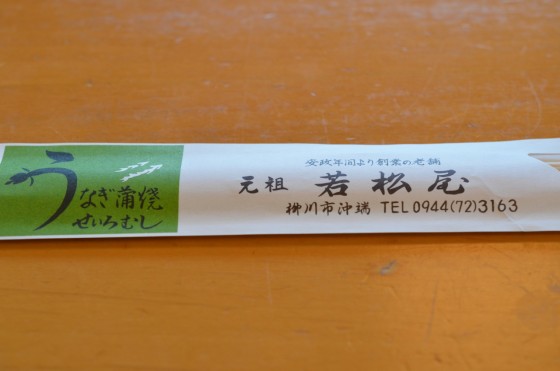 うなぎ蒲焼
せいろむし
安政年间より創業の老舗
元祖 若松屋
柳川市沖端 TEL 0944(72)3163